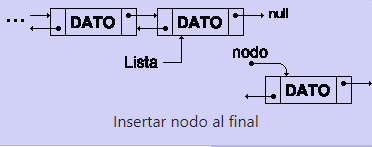 ... DATO DATO null
Lista
nodo
DATO
Insertar nodo al final